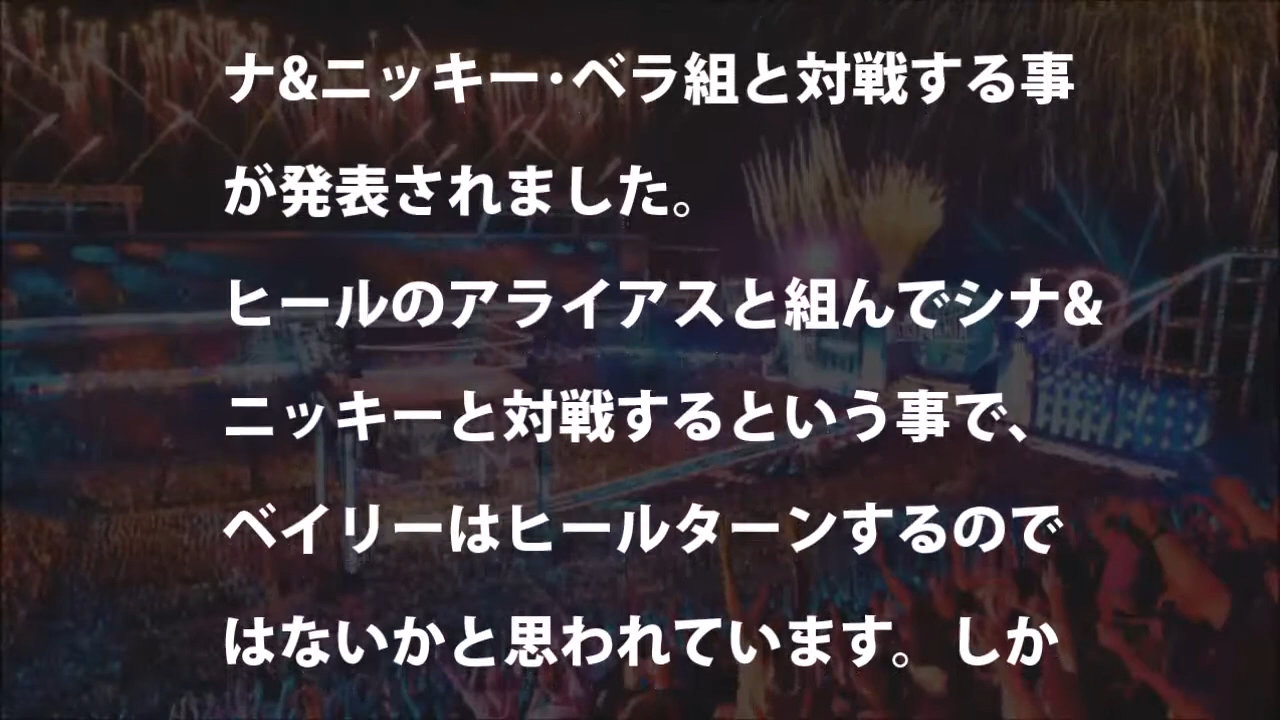 ナ&ニッキー·ベラ組と対戦する事
が発表されました。
ヒールのアライアスと組んでシナ&
ニッキーと対戦するという事で、
ベイリーはヒールターンするので
はないかと思われています。しか